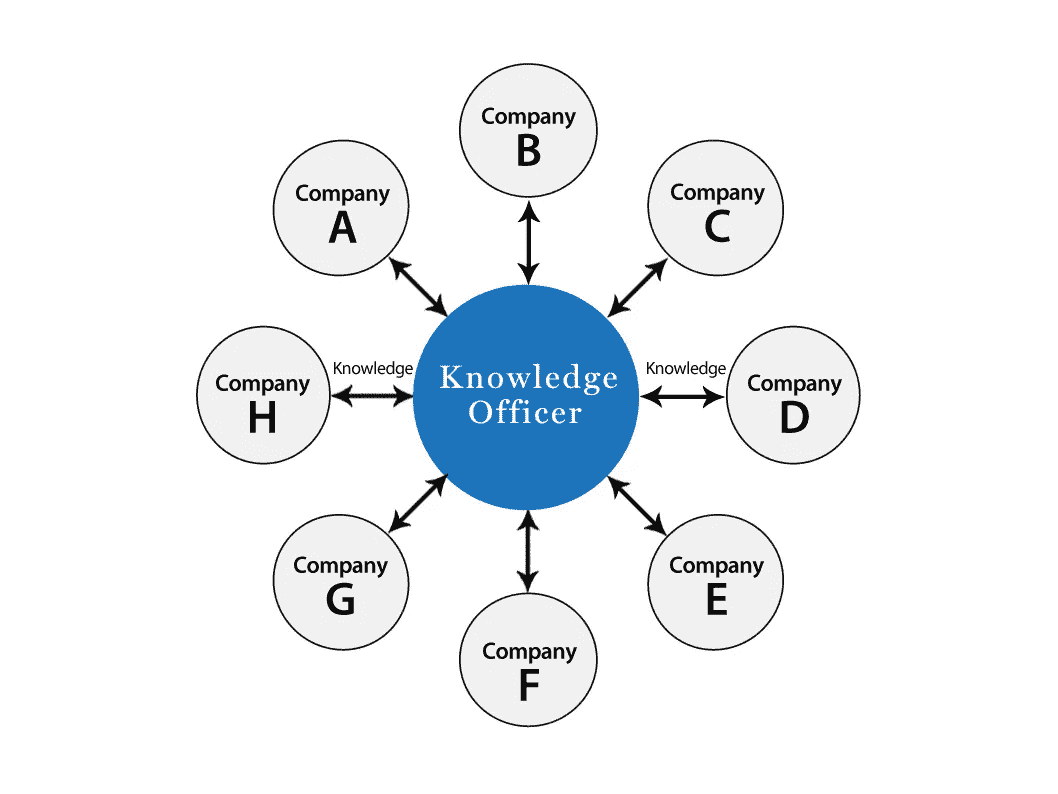 Company
B
Company
A
Company
C
Company
H
Knowledge
Knowledge
Officer
Knowledge
Company
D
Company
G
Company
E
Company
F